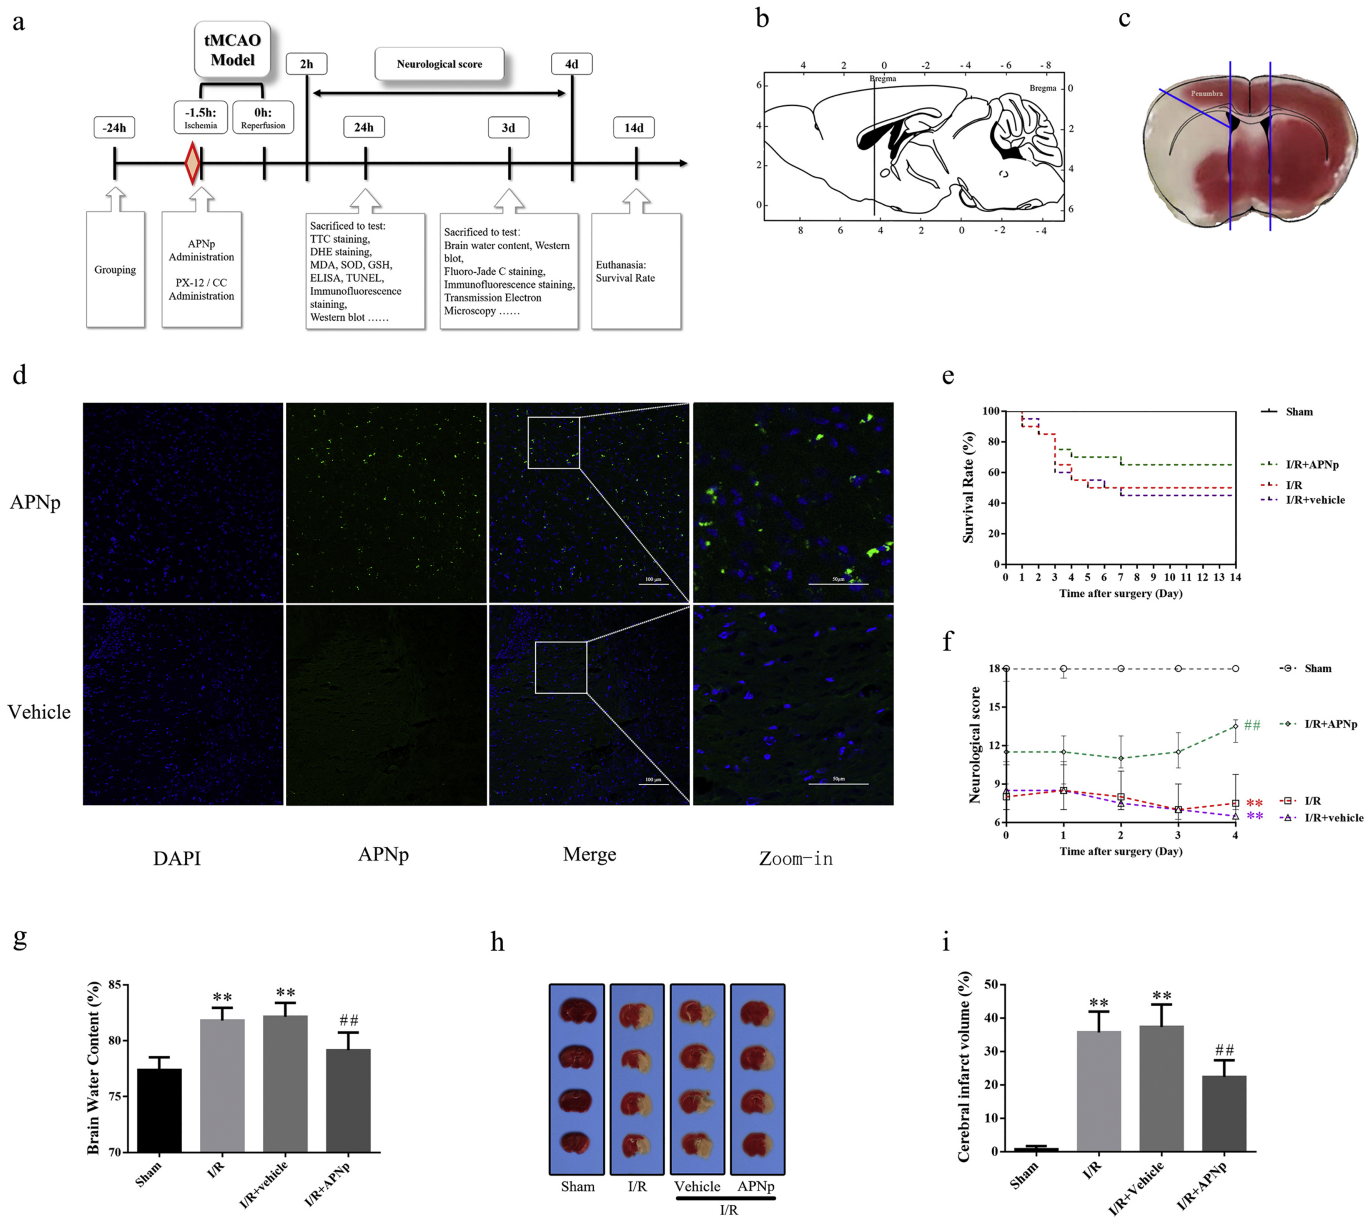 a
tMCAO
Model
2h
Neurological score
4d
-24h
-1.5h:
Ischemia
0h:
Reperfusion
24h
3d
14d
Grouping
APNp
Administration
PX-12 / CC
Administration
Sacrificed to test:
TTC staining,
DHE staining,
MDA, SOD, GSH,
ELISA, TUNEL,
Immunofluorescence
staining,
Western blot ……
Sacrificed to test:
Brain water content, Western
blot,
Fluoro-Jade C staining,
Immunofluorescence staining,
Transmission Electron
Microscopy ……
Euthanasia:
Survival Rate
b
4 2 0 -2 -4 -6 -8
Bregma
Bregma
6
4
2
0
0
2
4
6
8 6 4 2 0 -2 -4
c
Penumbra
d
APNp
100 μm
50μm
Vehicle
100 μm
50μm
DAPI
APNp
Merge
Zoom-in
e
Survival Rate (%)
100
80
60
40
20
0
0 1 2 3 4 5 6 7 8 9 10 11 12 13 14
Time after surgery (Day)
Sham
I/R+APNp
I/R
I/R+vehicle
f
Neurological score
18
15
12
9
6
0 1 2 3 4
Time after surgery (Day)
##
**
**
Sham
I/R+APNp
I/R
I/R+vehicle
g
Brain Water Content (%)
85
80
75
70
**
**
##
Sham
I/R
I/R+vehicle
I/R+APNp
h
Sham
I/R
Vehicle
APNp
I/R
i
Cerebral infarct volume (%)
50
40
30
20
10
0
**
**
##
Sham
I/R
I/R+Vehicle
I/R+APNp